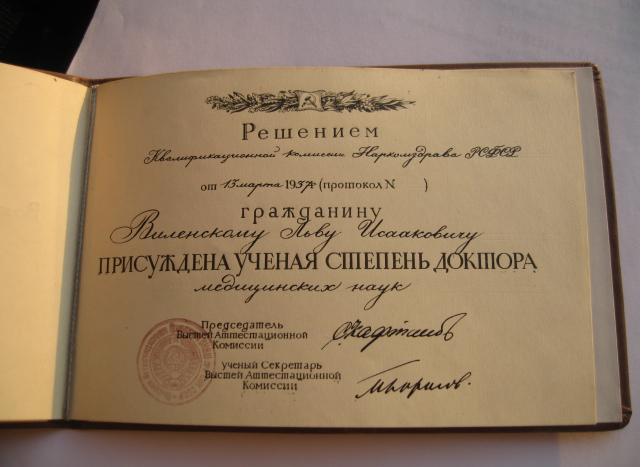 Решением
Квалификационной комиссии Наркомздрава РСФСР
от 13 марта 1937 г. (протокол N )
гражданину
Виленскому Льву Исааковичу
ПРИСУЖДЕНА УЧЕНАЯ СТЕПЕНЬ ДОКТОРА
медицинских наук
Председатель
Высшей Аттестационной
Комиссии
ученый Секретарь
Высшей Аттестационной
Комиссии